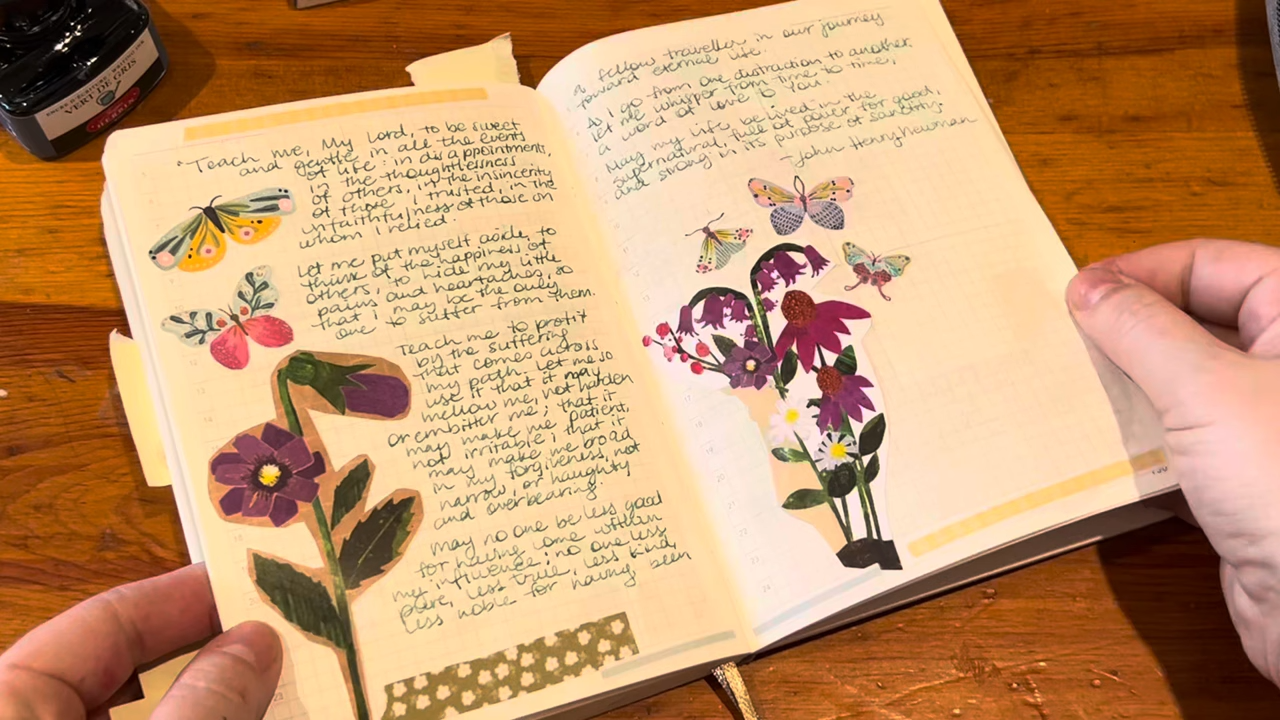 VERT DE GRIS
HERBIN
"Teach me, My Lord, to be sweet
and gentle in all the events
of life: in disappointments,
in the thoughtlessness
of others, in the insincerity
of those I trusted, in the
unfaithfulness of those on
whom I relied.
Let me put myself aside, to
think of the happiness of
others, to hide my little
pains and heartaches, so
that I may be the only
one to suffer from them.
Teach me to profit
by the suffering
that comes across
my path. Let me so
use it that it may
mellow me, not harden
or embitter me; that it
may make me patient,
not irritable; that it
may make me broad
in my forgiveness, not
narrow, or haughty
and overbearing.
May no one be less good
for having come within
my influence; no one less
pure, less true, less kind,
less noble for having been
a fellow traveller in our journey
toward eternal life.
As I go from one distraction to another,
let me whisper from time to time,
a word of love to You.
May my life be lived in the
supernatural, full of power for good,
and strong in its purpose of sanctity.
-John Henry Newman